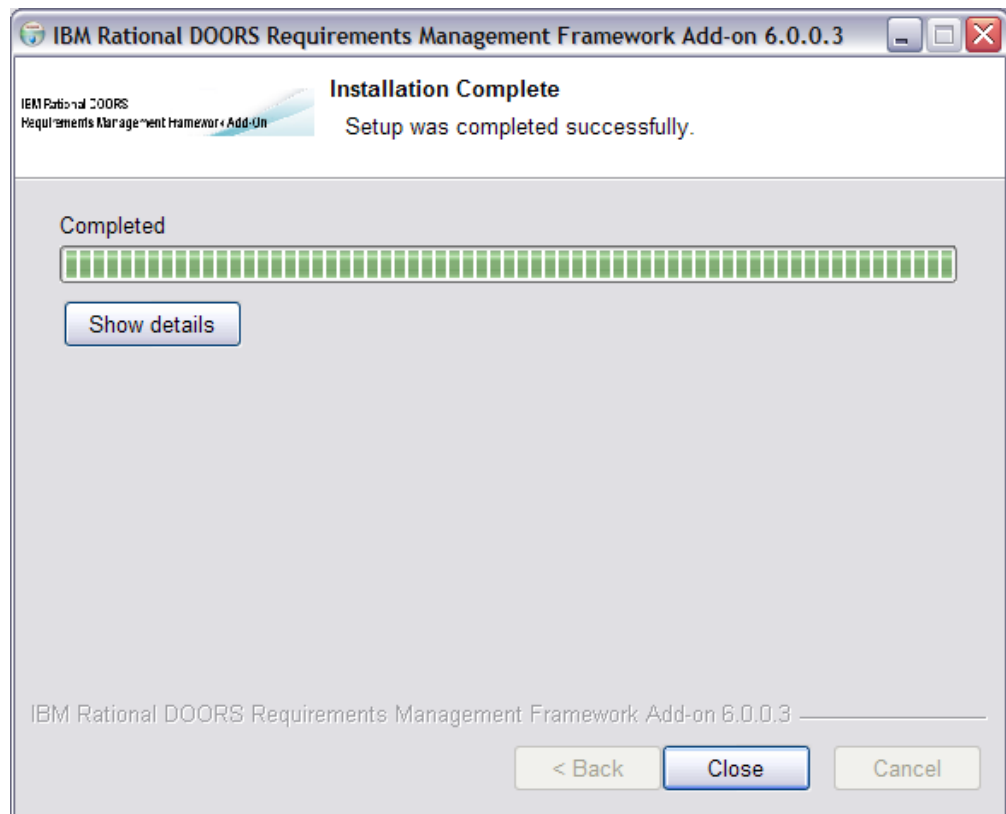 IBM Rational DOORS Requirements Management Framework Add-on 6.0.0.3
IBM Rational DOORS
Requirements Management Framework Add-On
Installation Complete
Setup was completed successfully.
Completed
Show details
IBM Rational DOORS Requirements Management Framework Add-on 6.0.0.3
< Back
Close
Cancel